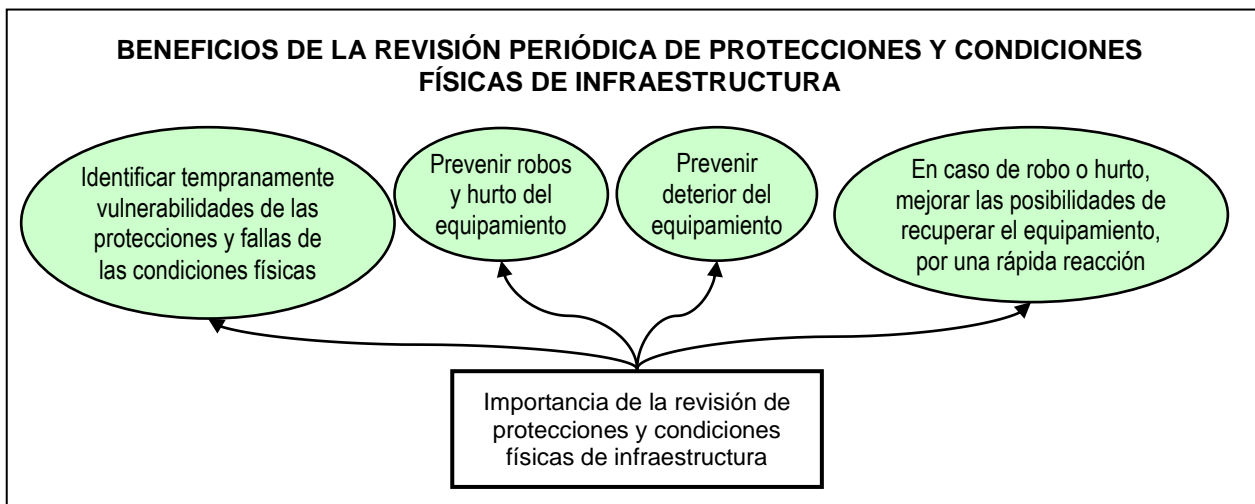 BENEFICIOS DE LA REVISIÓN PERIÓDICA DE PROTECCIONES Y CONDICIONES
FÍSICAS DE INFRAESTRUCTURA
Identificar tempranamente
vulnerabilidades de las
protecciones y fallas de
las condiciones físicas
Prevenir robos
y hurto del
equipamiento
Prevenir
deterior del
equipamiento
En caso de robo o hurto,
mejorar las posibilidades de
recuperar el equipamiento,
por una rápida reacción
Importancia de la revisión de
protecciones y condiciones
físicas de infraestructura